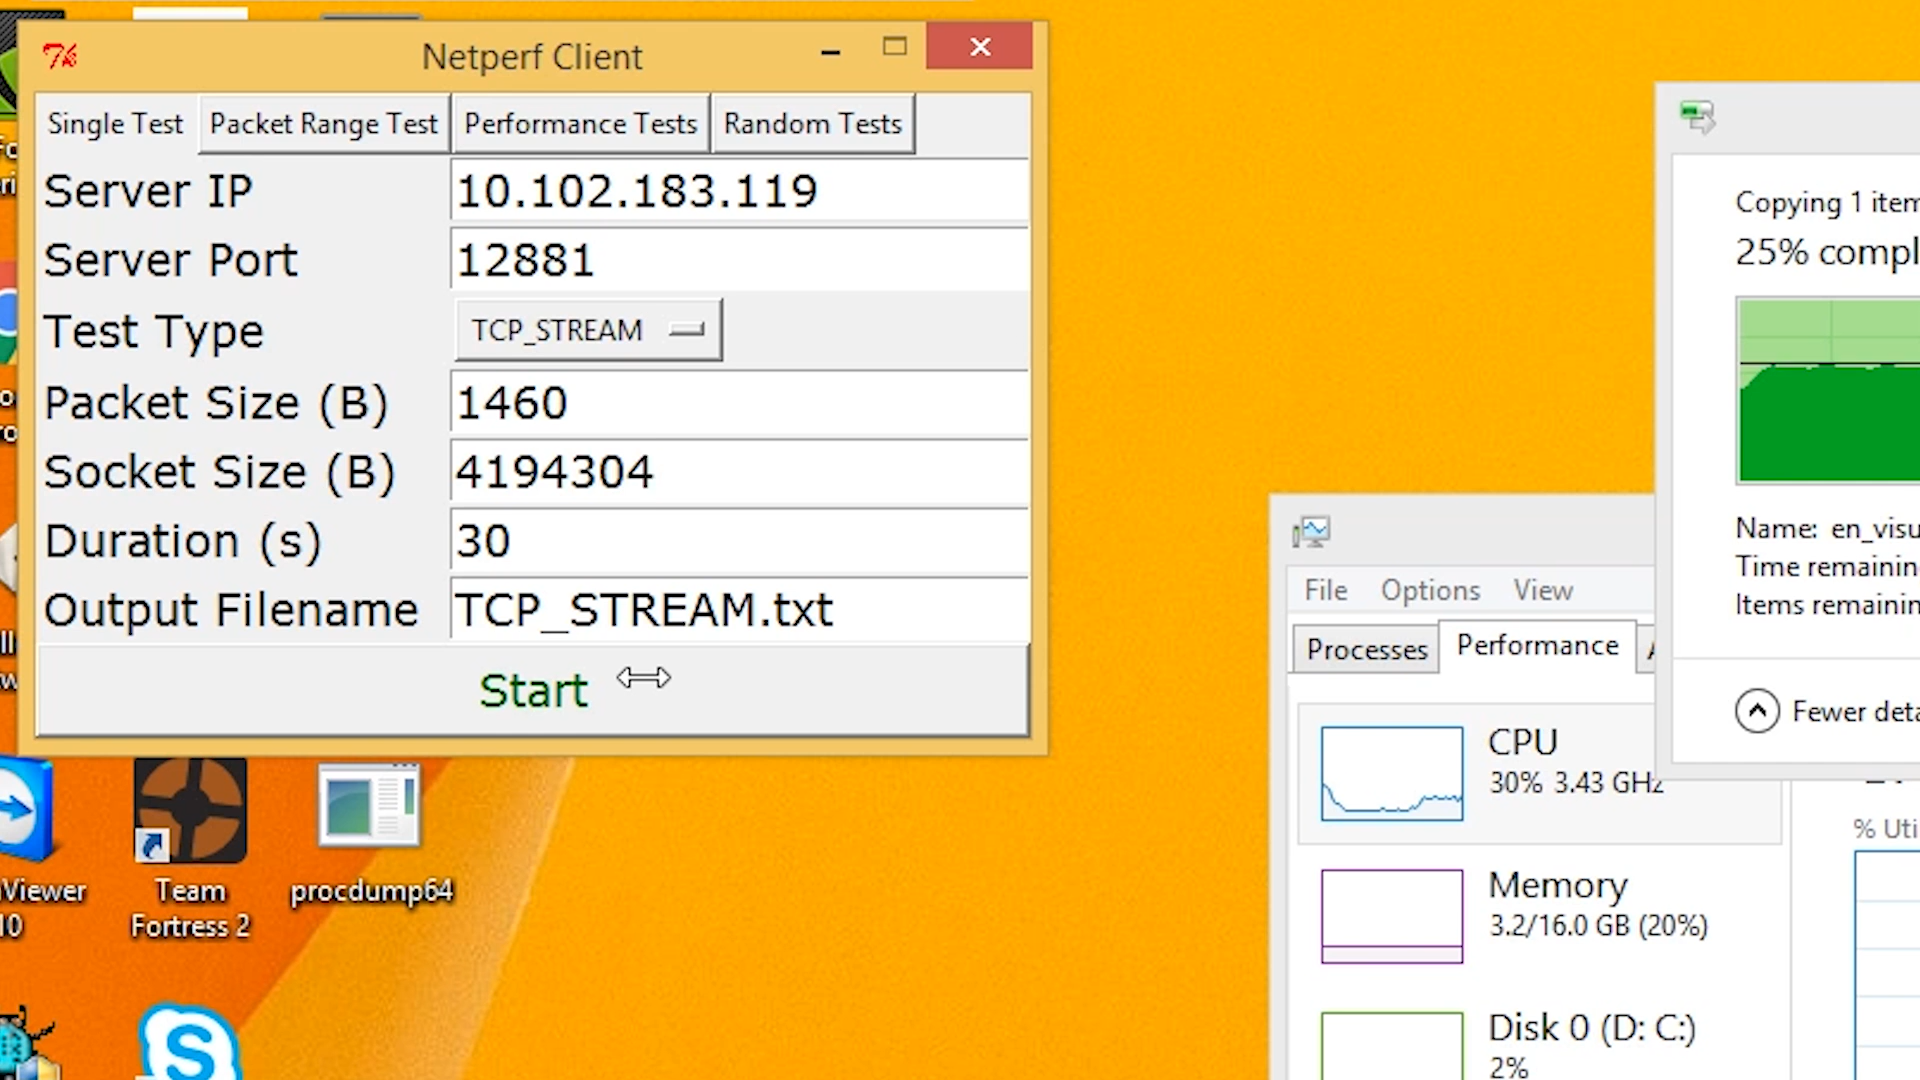 Netperf Client
Single Test
Packet Range Test
Performance Tests
Random Tests
Server IP
10.102.183.119
Server Port
12881
Test Type
TCP_STREAM
Packet Size (B)
1460
Socket Size (B)
4194304
Duration (s)
30
Output Filename
TCP_STREAM.txt
Start
Viewer
10
Team
Fortress 2
procdump64
File
Options
View
Processes
Performance
CPU
30% 3.43 GHz
Memory
3.2/16.0 GB (20%)
Disk 0 (D: C:)
2%
% Uti
Copying 1 item
25% compl
Name: en_visu
Time remainin
Items remainin
Fewer deta